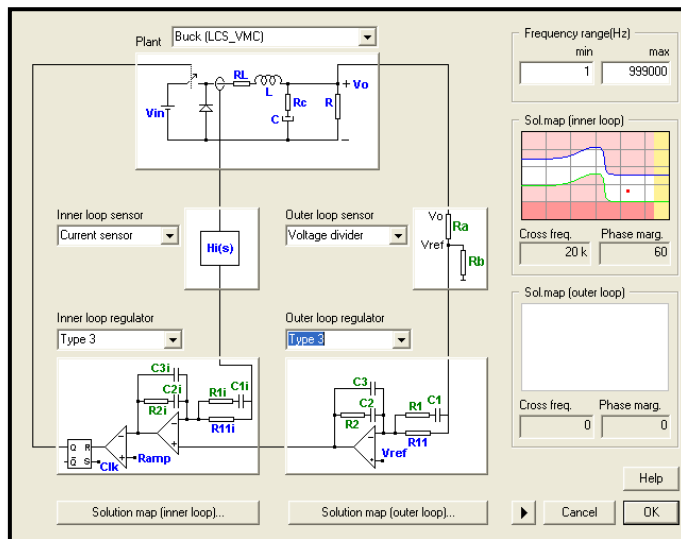 Plant Buck (LCS_VMC)
RL
L
+ Vo
Vin
Rc
C
R
−
Frequency range(Hz)
min max
1 999000
Sol.map (inner loop)
Cross freq. Phase marg.
20 k 60
Inner loop sensor
Current sensor
Hi(s)
Outer loop sensor
Voltage divider
Vo
Ra
Vref
Rb
Sol.map (outer loop)
Cross freq. Phase marg.
0 0
Inner loop regulator
Type 3
C3i
C2i
R2i
R1i C1i
R11i
Q R
Q S
Clk
Ramp
Outer loop regulator
Type 3
C3
C2
R2
R1 C1
R11
Vref
Solution map (inner loop)...
Solution map (outer loop)...
Help
Cancel
OK